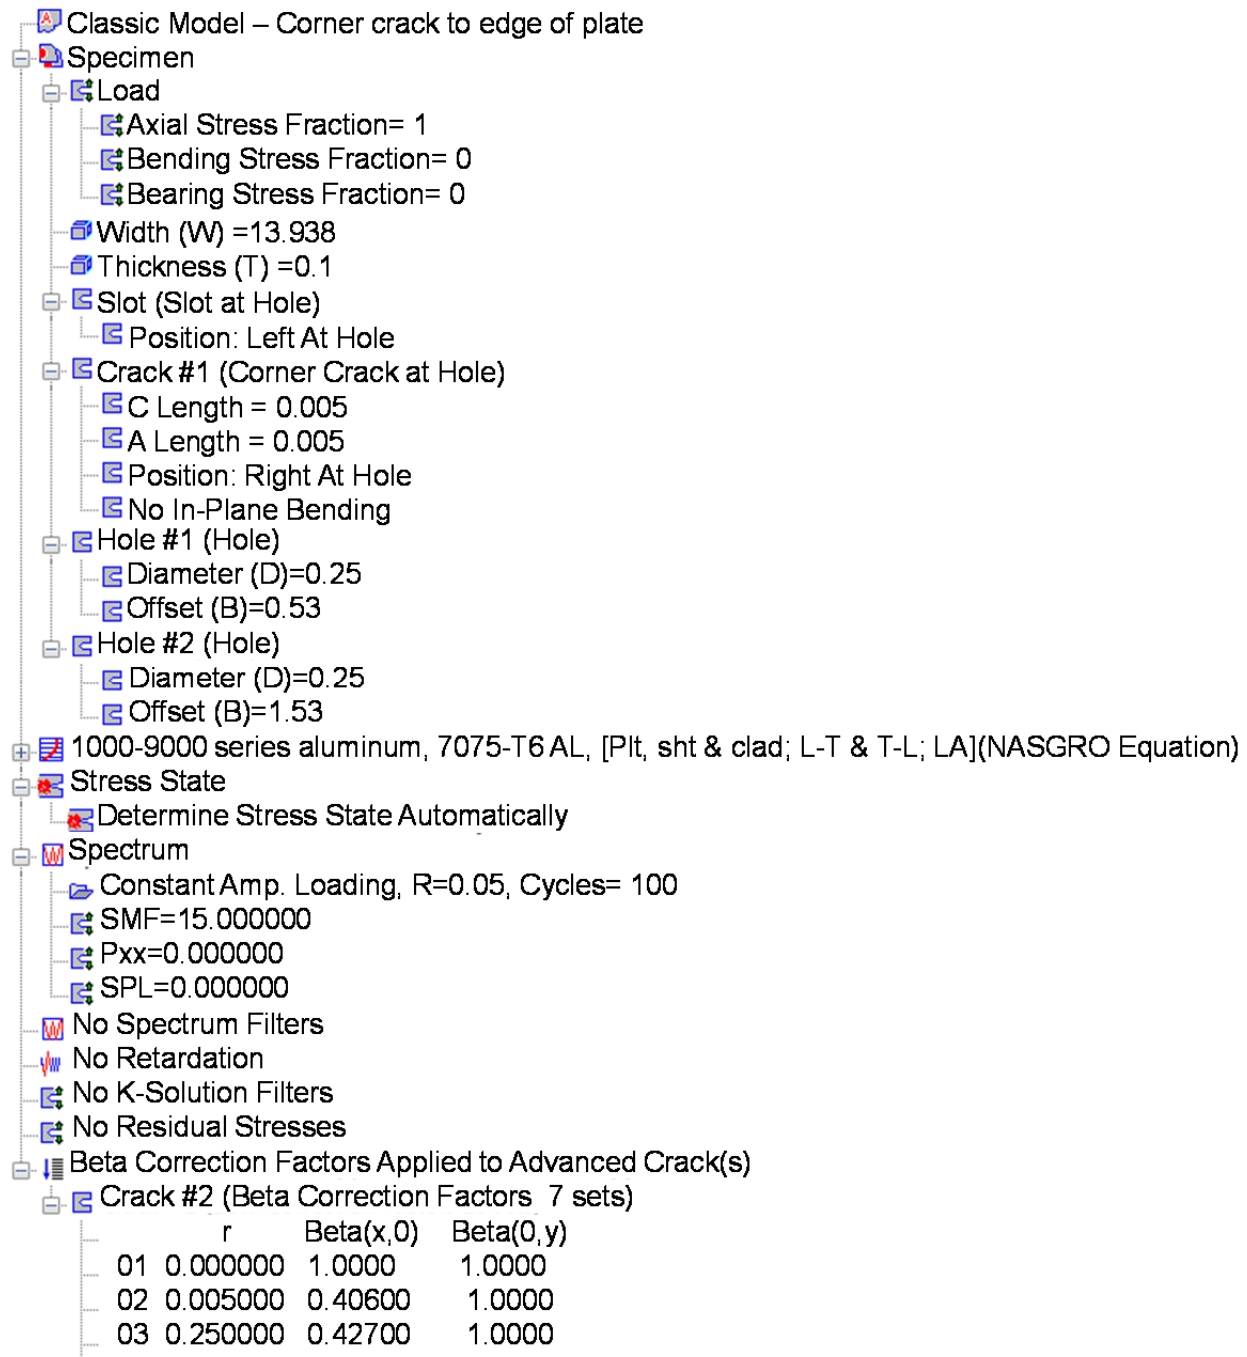 Classic Model – Corner crack to edge of plate
Specimen
Load
Axial Stress Fraction= 1
Bending Stress Fraction= 0
Bearing Stress Fraction= 0
Width (W) =13.938
Thickness (T) =0.1
Slot (Slot at Hole)
Position: Left At Hole
Crack #1 (Corner Crack at Hole)
C Length = 0.005
A Length = 0.005
Position: Right At Hole
No In-Plane Bending
Hole #1 (Hole)
Diameter (D)=0.25
Offset (B)=0.53
Hole #2 (Hole)
Diameter (D)=0.25
Offset (B)=1.53
1000-9000 series aluminum, 7075-T6 AL, [Plt, sht & clad; L-T & T-L; LA](NASGRO Equation)
Stress State
Determine Stress State Automatically
Spectrum
Constant Amp. Loading, R=0.05, Cycles= 100
SMF=15.000000
Pxx=0.000000
SPL=0.000000
No Spectrum Filters
No Retardation
No K-Solution Filters
No Residual Stresses
Beta Correction Factors Applied to Advanced Crack(s)
Crack #2 (Beta Correction Factors 7 sets)
r Beta(x,0) Beta(0,y)
01 0.000000 1.0000 1.0000
02 0.005000 0.40600 1.0000
03 0.250000 0.42700 1.0000